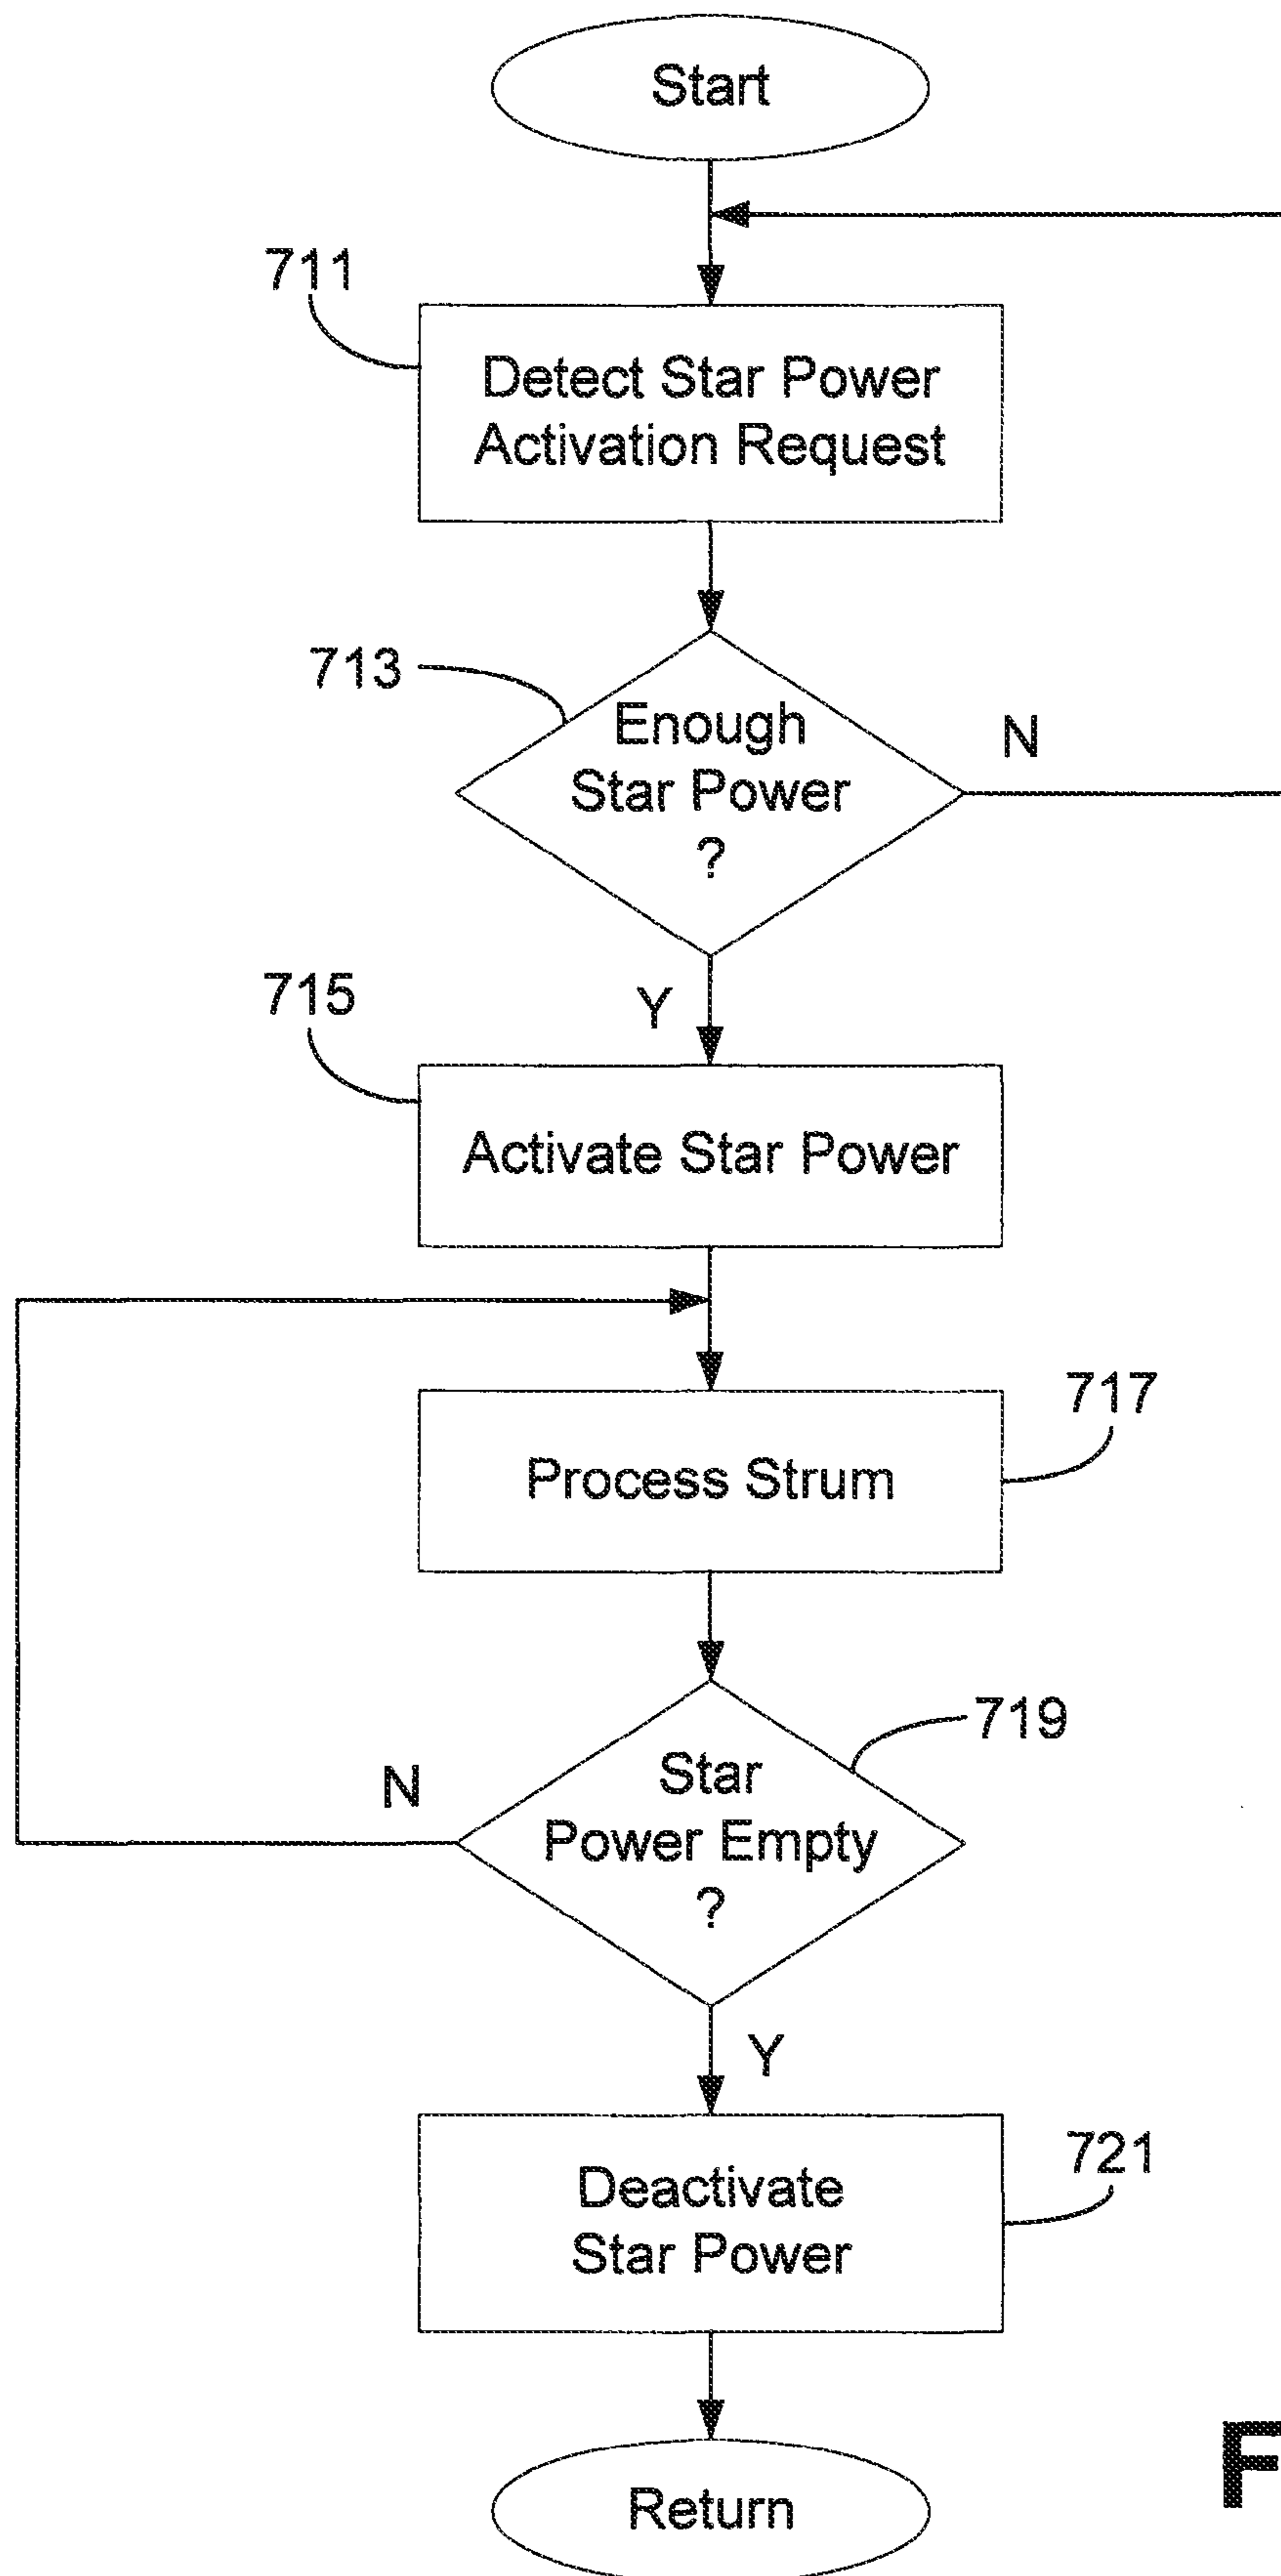 Start
711
Detect Star Power
Activation Request
713
Enough
Star Power
?
N
Y
715
Activate Star Power
717
Process Strum
719
Star
Power Empty
?
N
Y
721
Deactivate
Star Power
Return
F